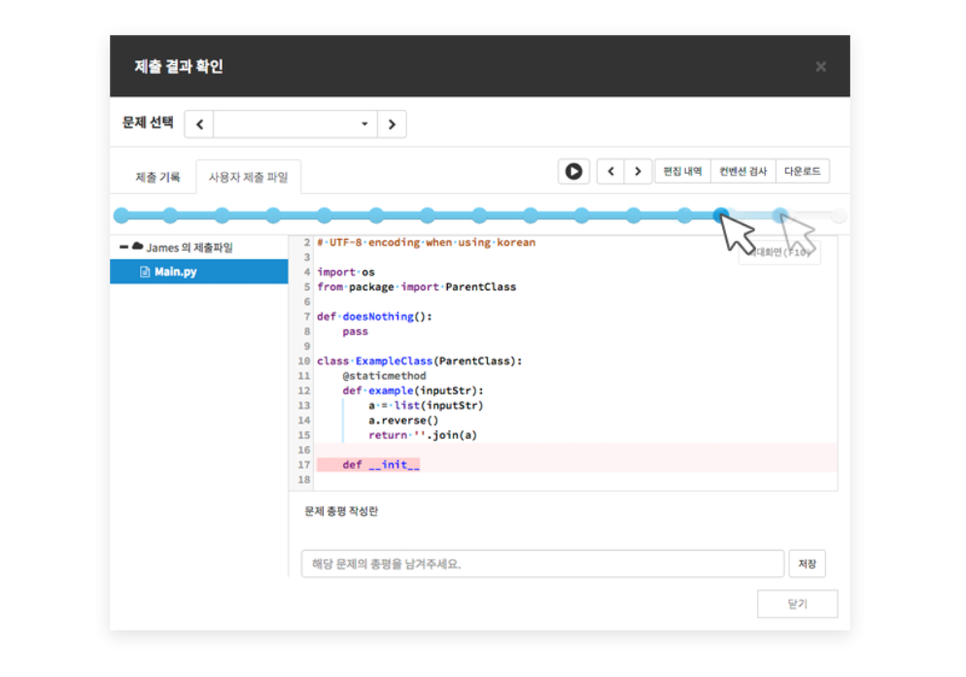 제출 결과 확인
×
문제 선택
제출 기록
사용자 제출 파일
편집 내역
컨벤션 검사
다운로드
James 의 제출파일
Main.py
(F10)
2 #·UTF-8·encoding·when·using·korean
3
4 import·os
5 from·package·import·ParentClass
6
7 def·doesNothing():
8     pass
9
10 class·ExampleClass(ParentClass):
11     @staticmethod
12     def·example(inputStr):
13         a·=·list(inputStr)
14         a.reverse()
15         return·''.join(a)
16
17     def __init__
18
문제 총평 작성란
해당 문제의 총평을 남겨주세요.
저장
닫기